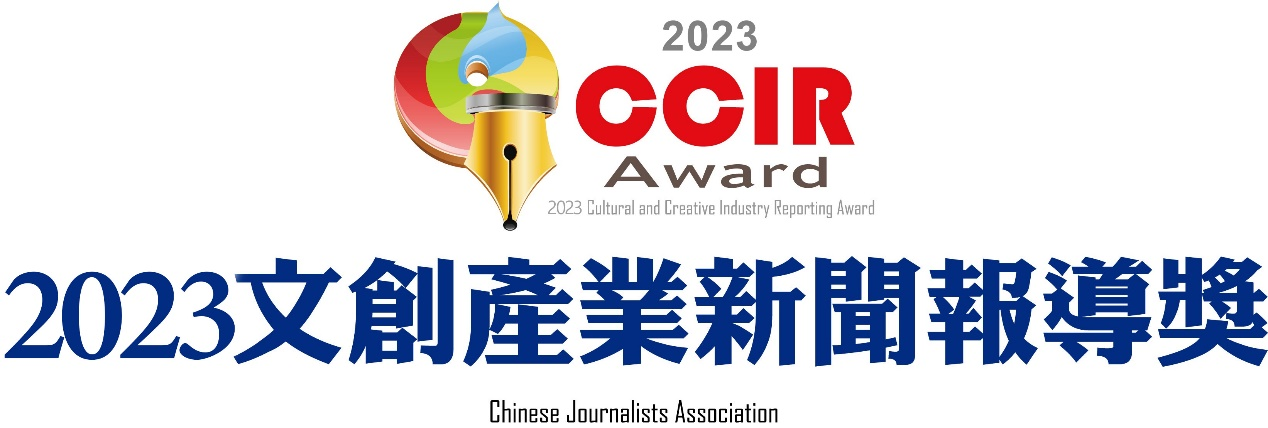 2023
CCIR
Award
2023 Cultural and Creative Industry Reporting Award
2023文創產業新聞報導獎
Chinese Journalists Association